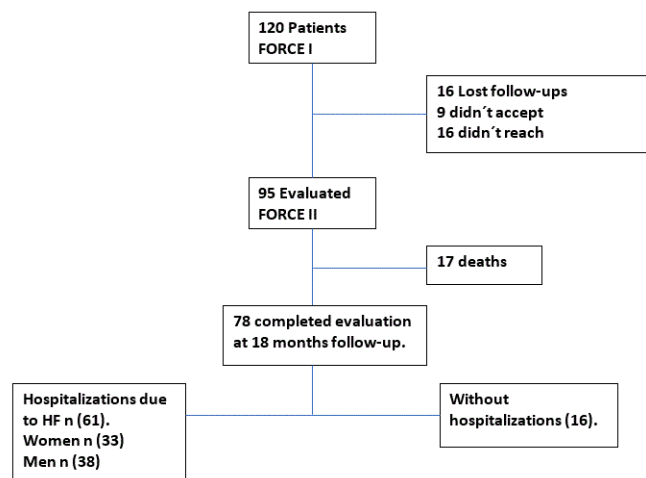 120 Patients
FORCE I
16 Lost follow-ups
9 didn´t accept
16 didn´t reach
95 Evaluated
FORCE II
17 deaths
78 completed evaluation
at 18 months follow-up.
Hospitalizations due
to HF n (61).
Women n (33)
Men n (38)
Without
hospitalizations (16).